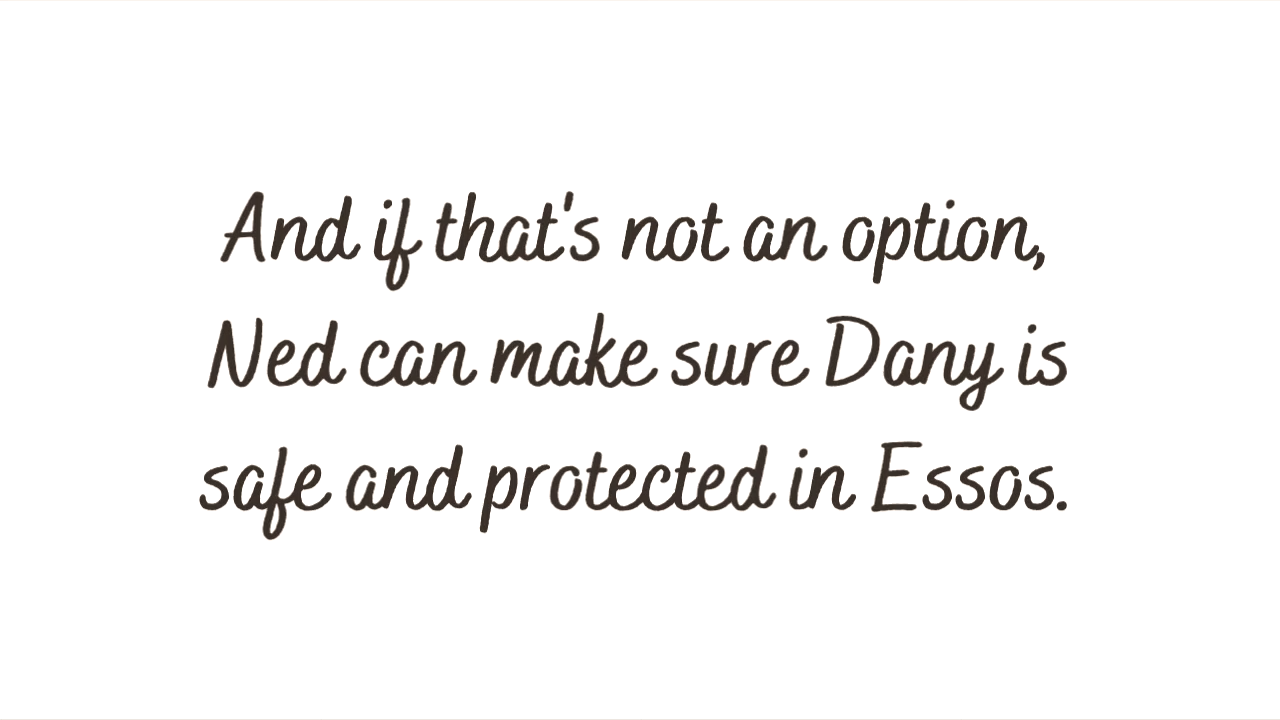 And if that's not an option,
Ned can make sure Dany is
safe and protected in Essos.